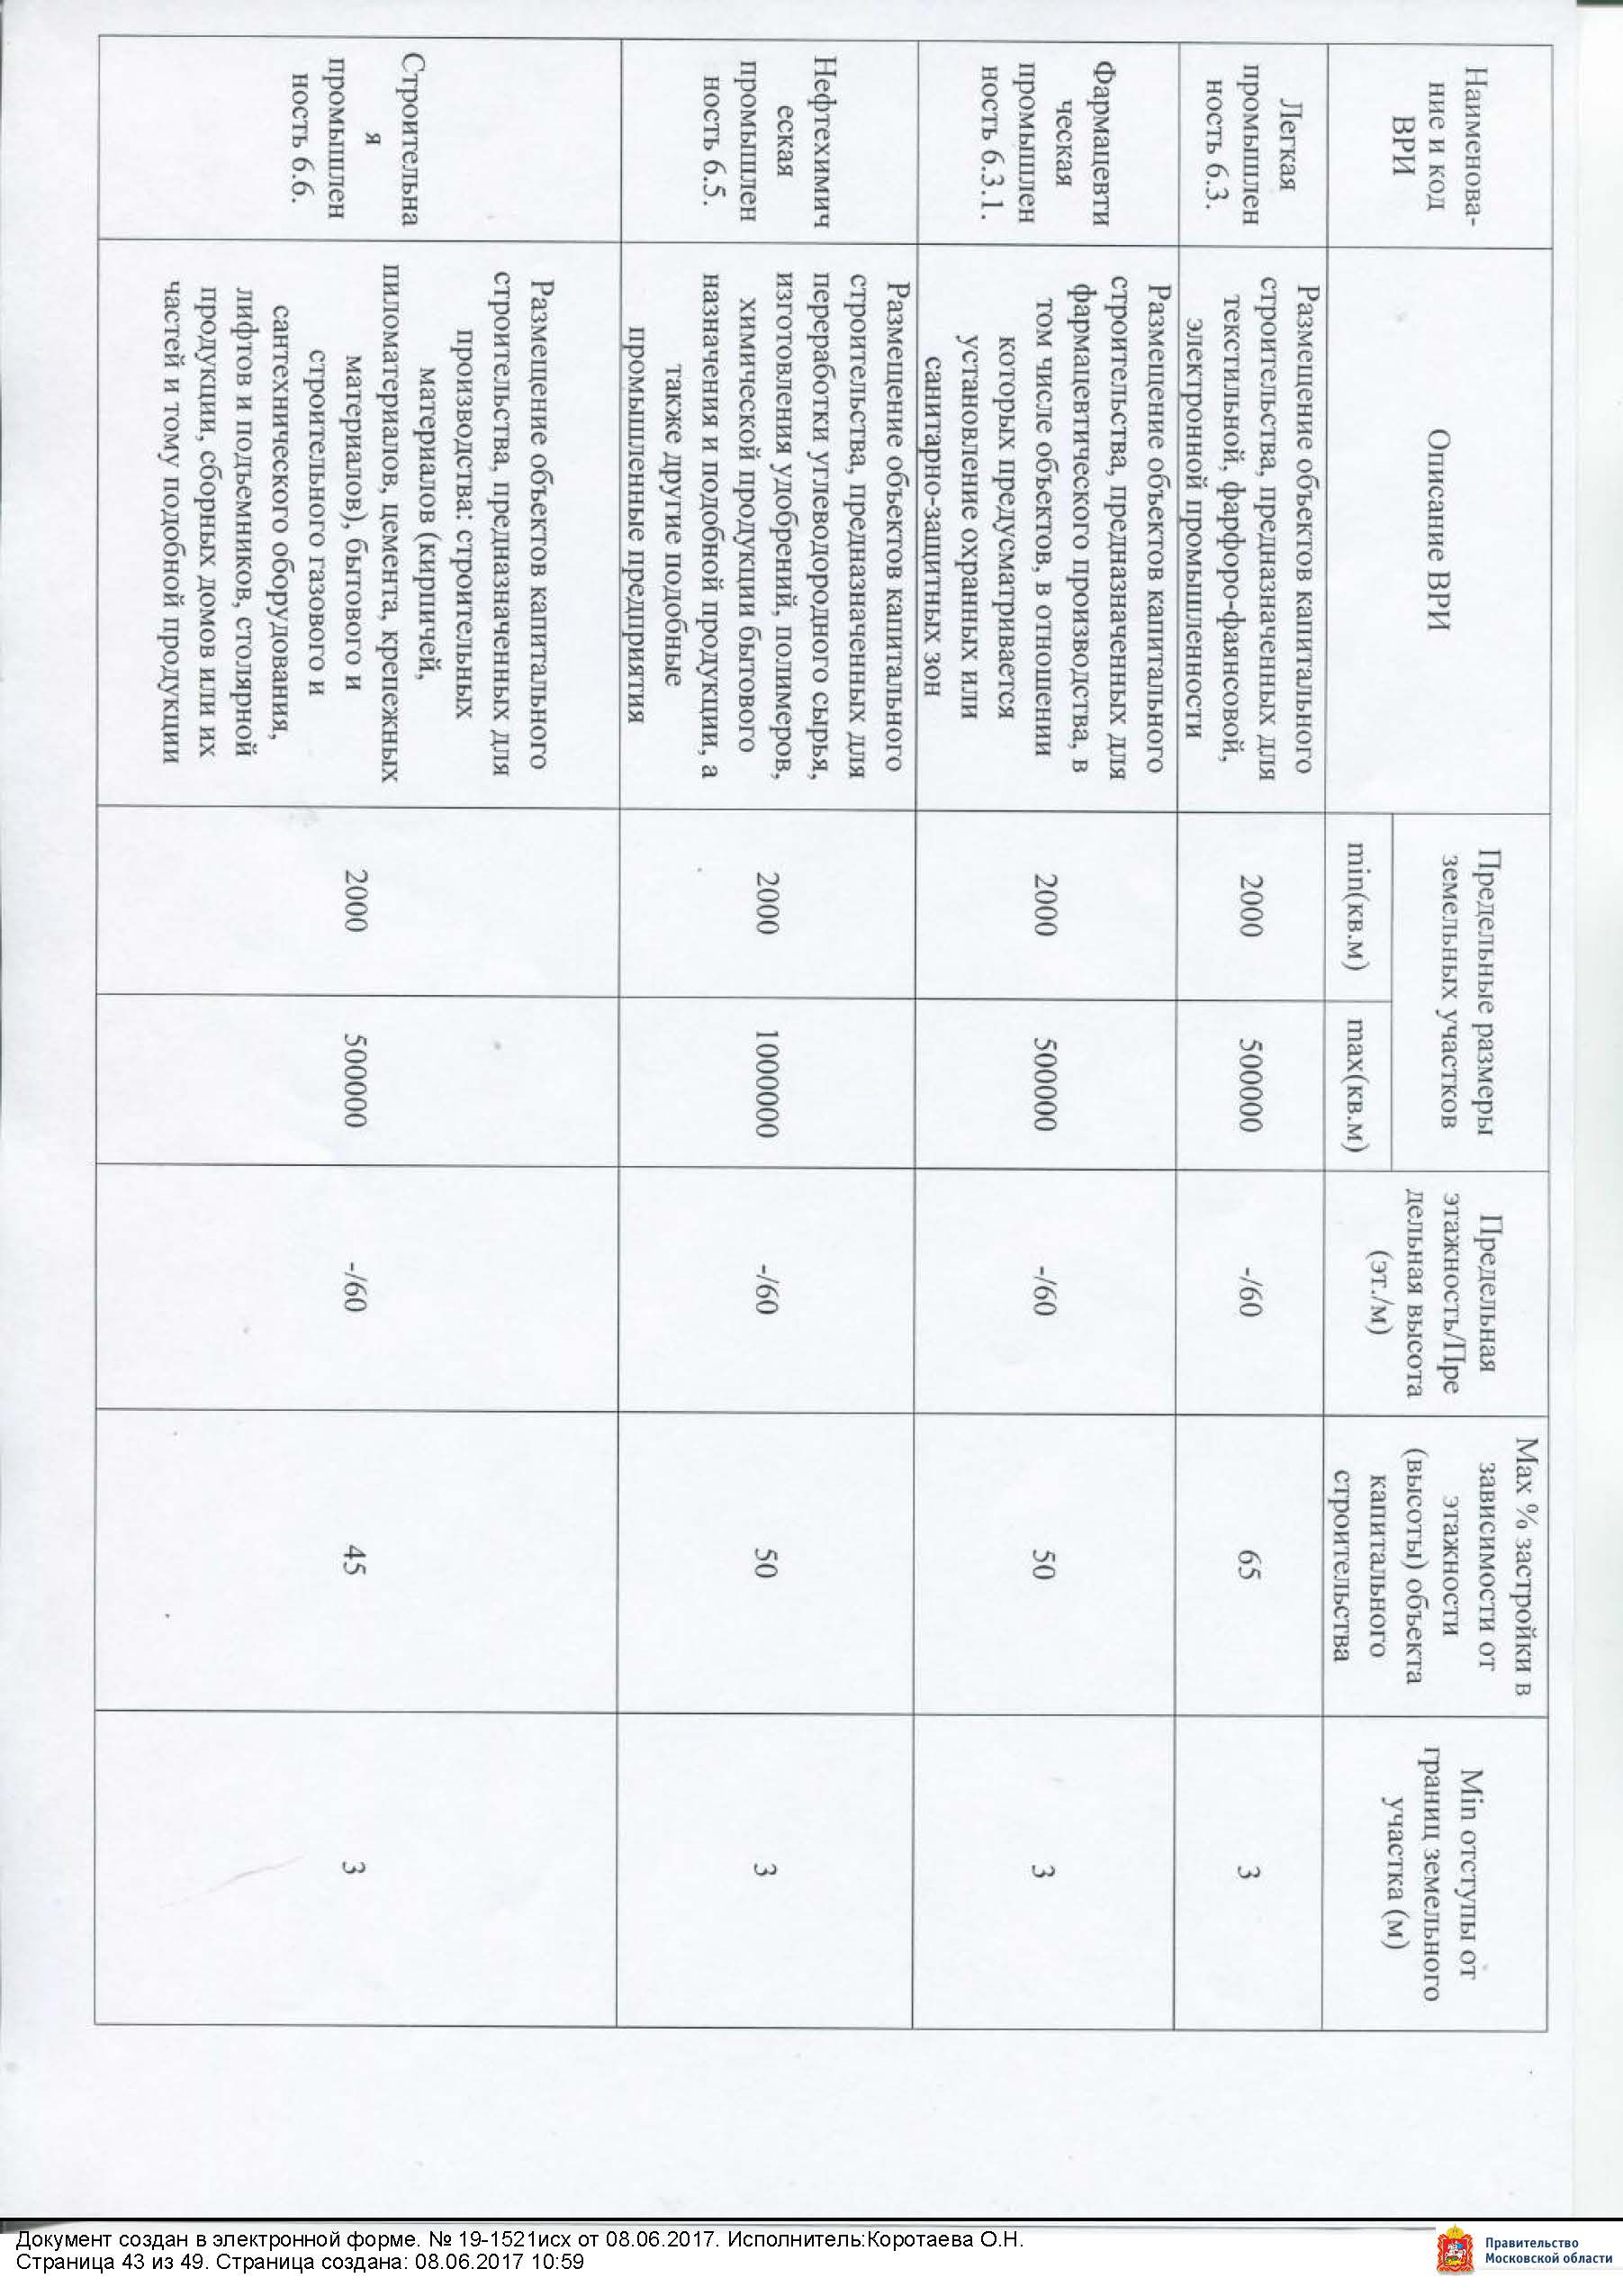 Наименова-
ние и код
ВРИ
Описание ВРИ
Предельные размеры
земельных участков
min(кв.м)
max(кв.м)
Предельная
этажность/Пре
дельная высота
(эт./м)
Max % застройки в
зависимости от
этажности
(высоты) объекта
капитального
строительства
Min отступы от
границ земельного
участка (м)
Легкая
промышлен
ность 6.3.
Размещение объектов капитального
строительства, предназначенных для
текстильной, фарфоро-фаянсовой,
электронной промышленности
2000
500000
-/60
65
3
Фармацевти
ческая
промышлен
ность 6.3.1.
Размещение объектов капитального
строительства, предназначенных для
фармацевтического производства, в
том числе объектов, в отношении
которых предусматривается
установление охранных или
санитарно-защитных зон
2000
500000
-/60
50
3
Нефтехимич
еская
промышлен
ность 6.5.
Размещение объектов капитального
строительства, предназначенных для
переработки углеводородного сырья,
изготовления удобрений, полимеров,
химической продукции бытового
назначения и подобной продукции, а
также другие подобные
промышленные предприятия
2000
1000000
-/60
50
3
Строительна
я
промышлен
ность 6.6.
Размещение объектов капитального
строительства, предназначенных для
производства: строительных
материалов (кирпичей,
пиломатериалов, цемента, крепежных
материалов), бытового и
строительного газового и
сантехнического оборудования,
лифтов и подъемников, столярной
продукции, сборных домов или их
частей и тому подобной продукции
2000
500000
-/60
45
3
Документ создан в электронной форме. № 19-1521исх от 08.06.2017. Исполнитель:Коротаева О.Н.
Страница 43 из 49. Страница создана: 08.06.2017 10:59
Правительство
Московской области